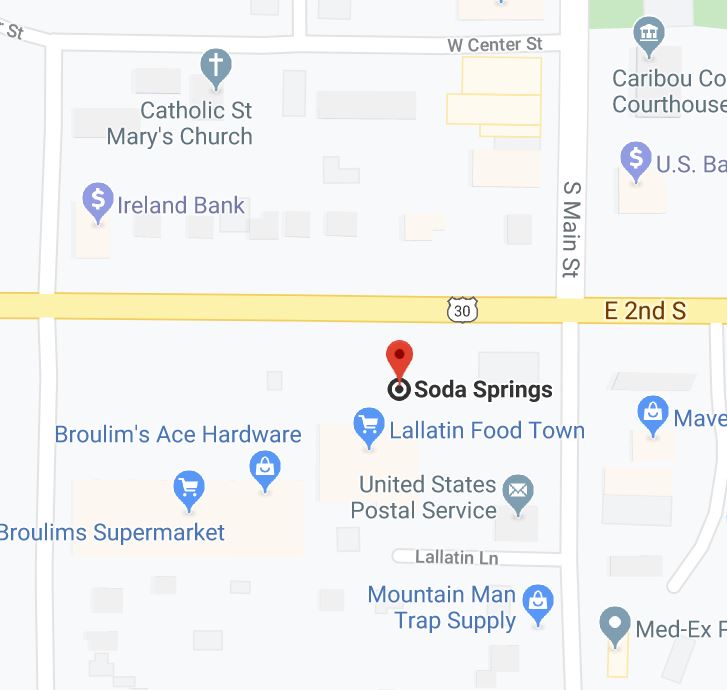 W Center St
Caribou Co
Courthouse
Catholic St
Mary's Church
U.S. Ba
Ireland Bank
S Main St
30
E 2nd S
Soda Springs
Lallatin Food Town
Mave
Broulim's Ace Hardware
United States
Postal Service
Broulims Supermarket
Lallatin Ln
Mountain Man
Trap Supply
Med-Ex P